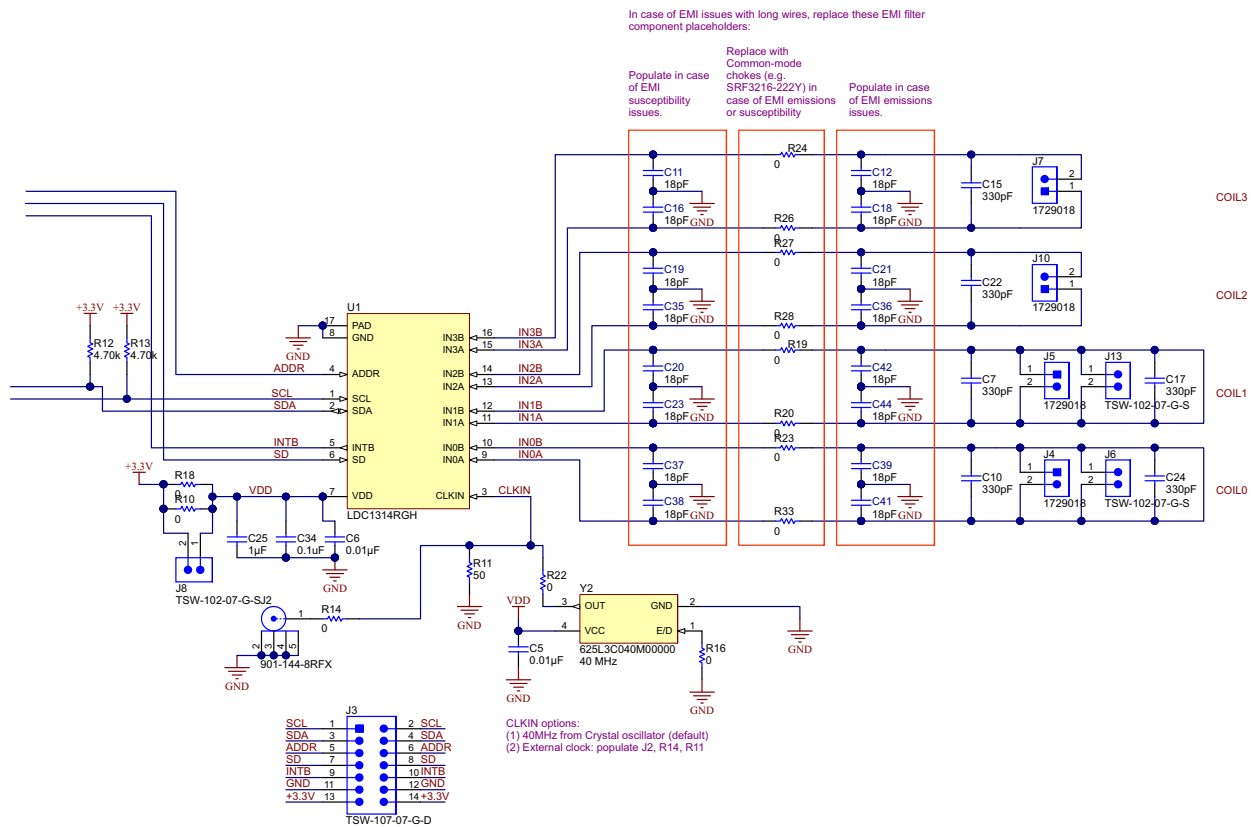 In case of EMI issues with long wires, replace these EMI filter
component placeholders:
Populate in case
of EMI
susceptibility
issues.
Replace with
Common-mode
chokes (e.g.
SRF3216-222Y) in
case of EMI emissions
or susceptibility
Populate in case
of EMI emissions
issues.
R24
0
C11
18pF
C16
18pF
GND
C12
18pF
C18
18pF
GND
C15
330pF
J7
2
1
1729018
COIL3
R26
0
R27
0
C19
18pF
C35
18pF
GND
C21
18pF
C36
18pF
GND
C22
330pF
J10
2
1
1729018
COIL2
R28
0
R19
0
C20
18pF
C23
18pF
GND
C42
18pF
C44
18pF
GND
C7
330pF
J5
1
2
1729018
J13
1
2
TSW-102-07-G-S
C17
330pF
COIL1
R20
0
R23
0
C37
18pF
C38
18pF
GND
C39
18pF
C41
18pF
GND
C10
330pF
J4
1
2
1729018
J6
1
2
TSW-102-07-G-S
C24
330pF
COIL0
R33
0
+3.3V
+3.3V
R12
4.70k
R13
4.70k
U1
GND
17
PAD
8
GND
ADDR
4
ADDR
SCL
1
SCL
SDA
2
SDA
INTB
5
INTB
SD
6
SD
VDD
7
VDD
LDC1314RGH
IN3B
16
IN3B
IN3A
15
IN3A
IN2B
14
IN2B
IN2A
13
IN2A
IN1B
12
IN1B
IN1A
11
IN1A
IN0B
10
IN0B
IN0A
9
IN0A
CLKIN
3
CLKIN
+3.3V
R18
0
R10
0
2
1
J8
TSW-102-07-G-S
C25
1µF
C34
0.1uF
C6
0.01µF
GND
J2
1
2
3
4
5
901-144-8RFX
GND
R14
0
R11
50
GND
R22
0
VDD
C5
0.01µF
GND
Y2
3
OUT
4
VCC
GND
2
E/D
1
625L3C040M00000
40 MHz
R16
0
GND
GND
CLKIN options:
(1) 40MHz from Crystal oscillator (default)
(2) External clock: populate J2, R14, R11
J3
SCL 1 2 SCL
SDA 3 4 SDA
ADDR 5 6 ADDR
SD 7 8 SD
INTB 9 10 INTB
GND 11 12 GND
+3.3V 13 14 +3.3V
TSW-107-07-G-D